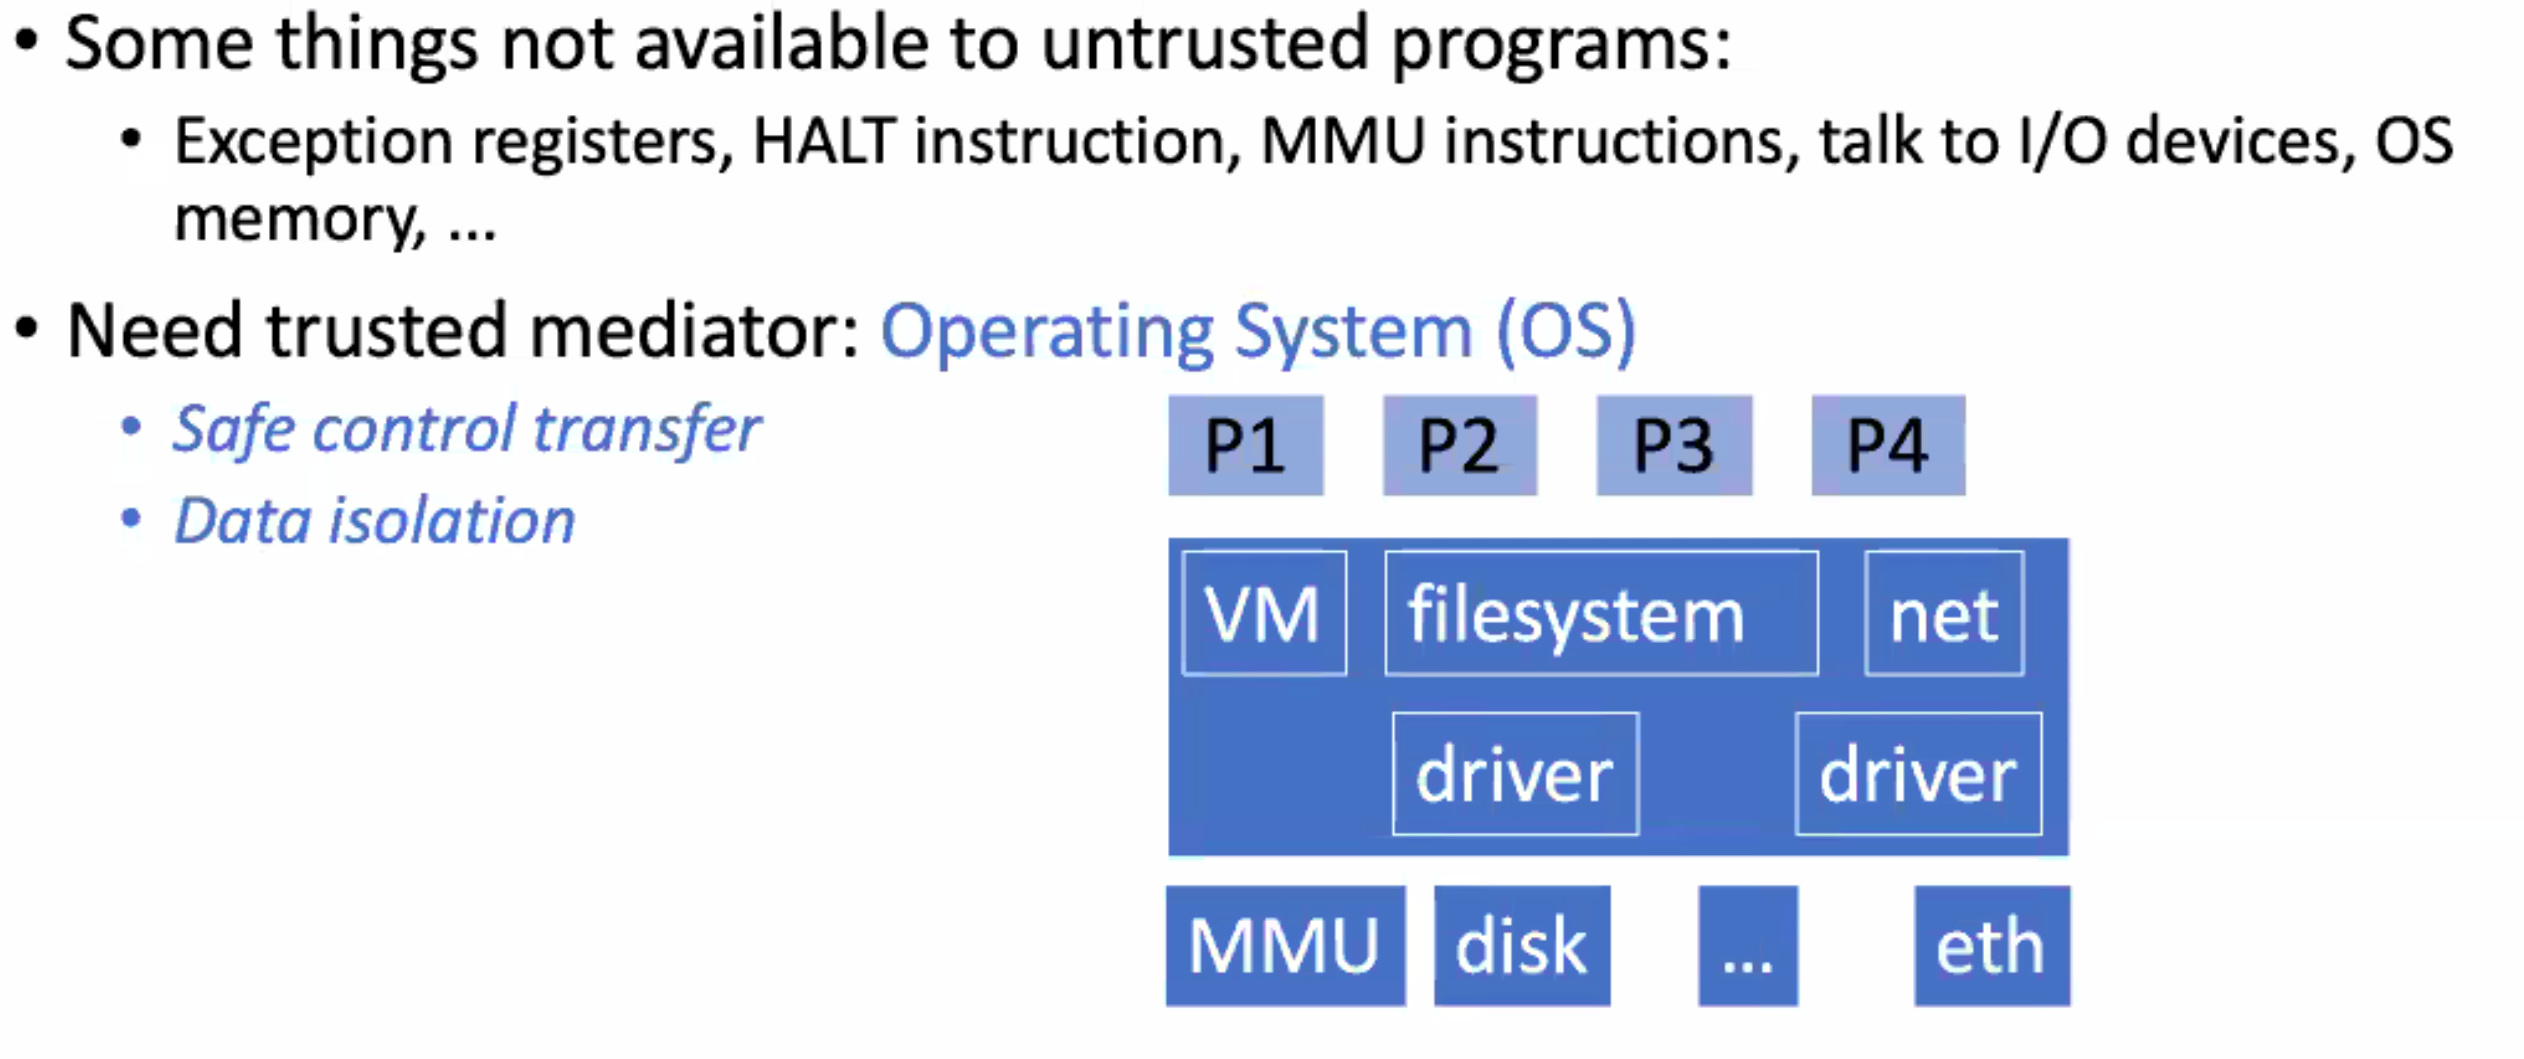 • Some things not available to untrusted programs:
• Exception registers, HALT instruction, MMU instructions, talk to I/O devices, OS
memory, ...
• Need trusted mediator: Operating System (OS)
• Safe control transfer
• Data isolation
P1 P2 P3 P4
VM filesystem net
driver driver
MMU disk ... eth